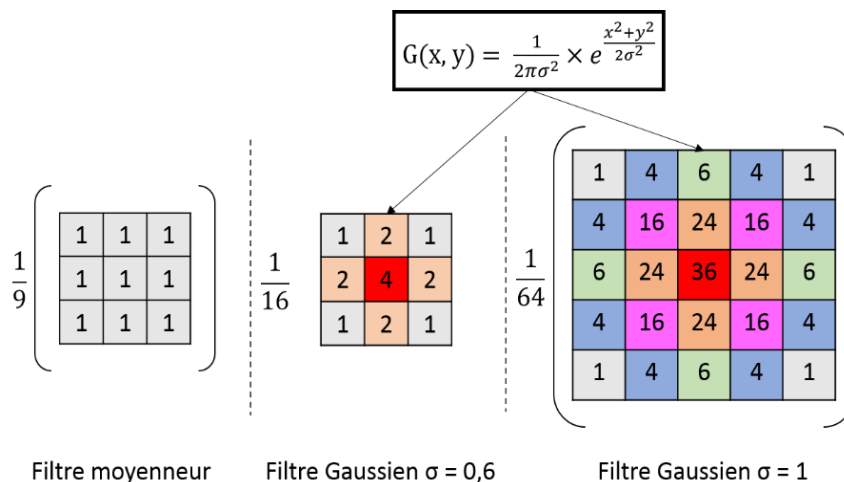 G(x, y) = 1/2πσ² × e^(x²+y²)/2σ²
1/9
1 1 1
1 1 1
1 1 1
1/16
1 2 1
2 4 2
1 2 1
1/64
1 4 6 4 1
4 16 24 16 4
6 24 36 24 6
4 16 24 16 4
1 4 6 4 1
Filtre moyenneur
Filtre Gaussien σ = 0,6
Filtre Gaussien σ = 1